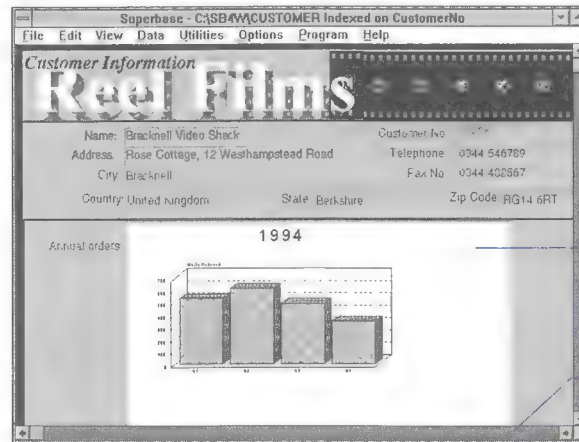 Superbase - C:\SB4W\CUSTOMER Indexed on CustomerNo
File Edit View Data Utilities Options Program Help
Customer Information
Reel Films
Name: Bracknell Video Shack Customer No
Address Rose Cottage, 12 Westhampstead Road Telephone 0344 546789
City Bracknell Fax No
Country United Kingdom State Berkshire Zip Code RG14 6RT
Annual orders
1994